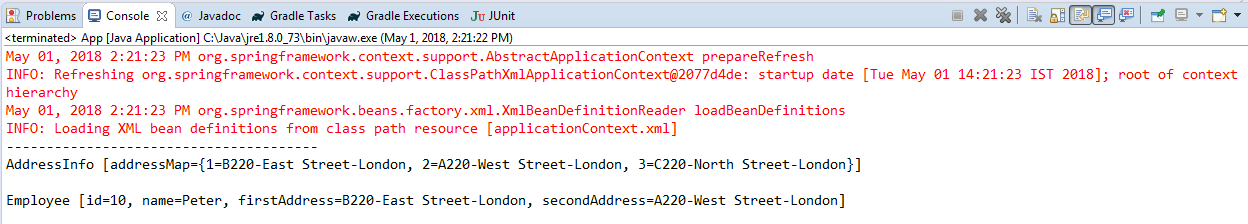 Problems Console @ Javadoc Gradle Tasks Gradle Executions Ju JUnit
<terminated> App [Java Application] C:\Java\jre1.8.0_73\bin\javaw.exe (May 1, 2018, 2:21:22 PM)
May 01, 2018 2:21:23 PM org.springframework.context.support.AbstractApplicationContext prepareRefresh
INFO: Refreshing org.springframework.context.support.ClassPathXmlApplicationContext@2077d4de: startup date [Tue May 01 14:21:23 IST 2018]; root of context
hierarchy
May 01, 2018 2:21:23 PM org.springframework.beans.factory.xml.XmlBeanDefinitionReader loadBeanDefinitions
INFO: Loading XML bean definitions from class path resource [applicationContext.xml]
---------------------------------------
AddressInfo [addressMap={1=B220-East Street-London, 2=A220-West Street-London, 3=C220-North Street-London}]
Employee [id=10, name=Peter, firstAddress=B220-East Street-London, secondAddress=A220-West Street-London]